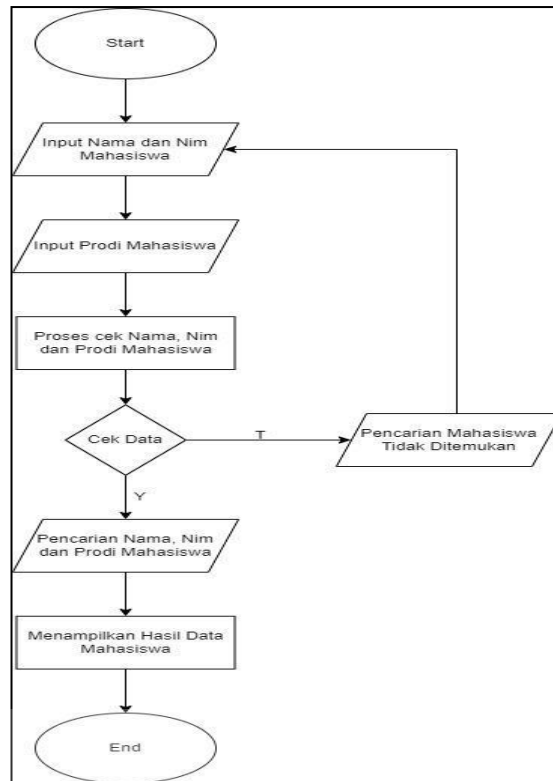 Start
Input Nama dan Nim
Mahasiswa
Input Prodi Mahasiswa
Proses cek Nama, Nim
dan Prodi Mahasiswa
Cek Data
T
Pencarian Mahasiswa
Tidak Ditemukan
Y
Pencarian Nama, Nim
dan Prodi Mahasiswa
Menampilkan Hasil Data
Mahasiswa
End